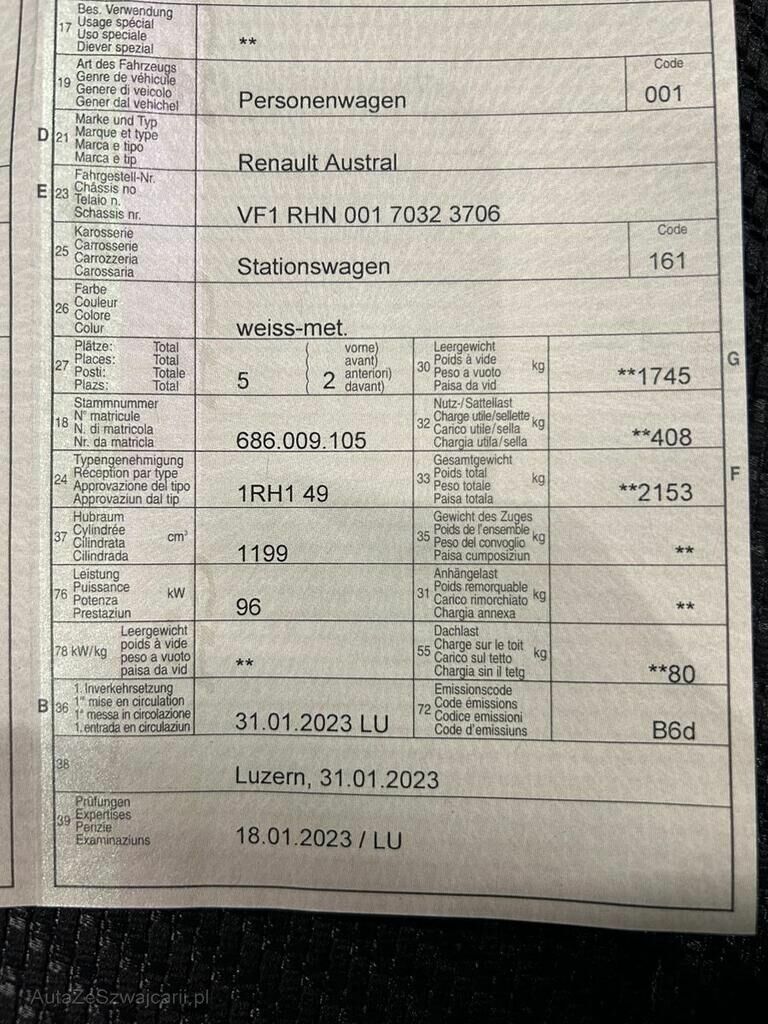 17 Bes. Verwendung
Usage spécial
Uso speciale
Diever spezial
**
19 Art des Fahrzeugs
Genre de véhicule
Genere di veicolo
Gener dal vehichel
Personenwagen
Code
001
D 21 Marke und Typ
Marque et type
Marca e tipo
Marca e tip
Renault Austral
E 23 Fahrgestell-Nr.
Châssis no
Telaio n.
Schassis nr.
VF1 RHN 001 7032 3706
25 Karosserie
Carrosserie
Carrozzeria
Carossaria
Stationswagen
Code
161
26 Farbe
Couleur
Colore
Colur
weiss-met.
27 Plätze: Total
Places: Total
Posti: Totale
Plazs: Total
5
( vorne)
avant)
anteriori)
( 2 davant)
30 Leergewicht
Poids à vide
Peso a vuoto
Paisa da vid
kg
**1745
G
18 Stammnummer
N° matricule
N. di matricola
Nr. da matricla
686.009.105
32 Nutz-/Sattellast
Charge utile/sellette
Carico utile/sella
Chargia utila/sella
kg
**408
24 Typengenehmigung
Réception par type
Approvazione del tipo
Approvaziun dal tip
1RH1 49
33 Gesamtgewicht
Poids total
Peso totale
Paisa totala
kg
**2153
F
37 Hubraum
Cylindrée
Cilindrata
Cilindrada
cm³
1199
35 Gewicht des Zuges
Poids de l'ensemble
Peso del convoglio
Paisa cumposiziun
kg
**
76 Leistung
Puissance
Potenza
Prestaziun
kW
96
31 Anhängelast
Poids remorquable
Carico rimorchiato
Chargia annexa
kg
**
78 kW/kg
Leergewicht
poids à vide
peso a vuoto
paisa da vid
**
55 Dachlast
Charge sur le toit
Carico sul tetto
Chargia sin il tetg
kg
**80
B 36 1. Inverkehrsetzung
1re mise en circulation
1a messa in circolazione
1. entrada en circulaziun
31.01.2023 LU
72 Emissionscode
Code émissions
Codice emissioni
Code d'emissiuns
B6d
38
Luzern, 31.01.2023
39 Prüfungen
Expertises
Perizie
Examinaziuns
18.01.2023 / LU
AutaZeSzwajcarii.pl